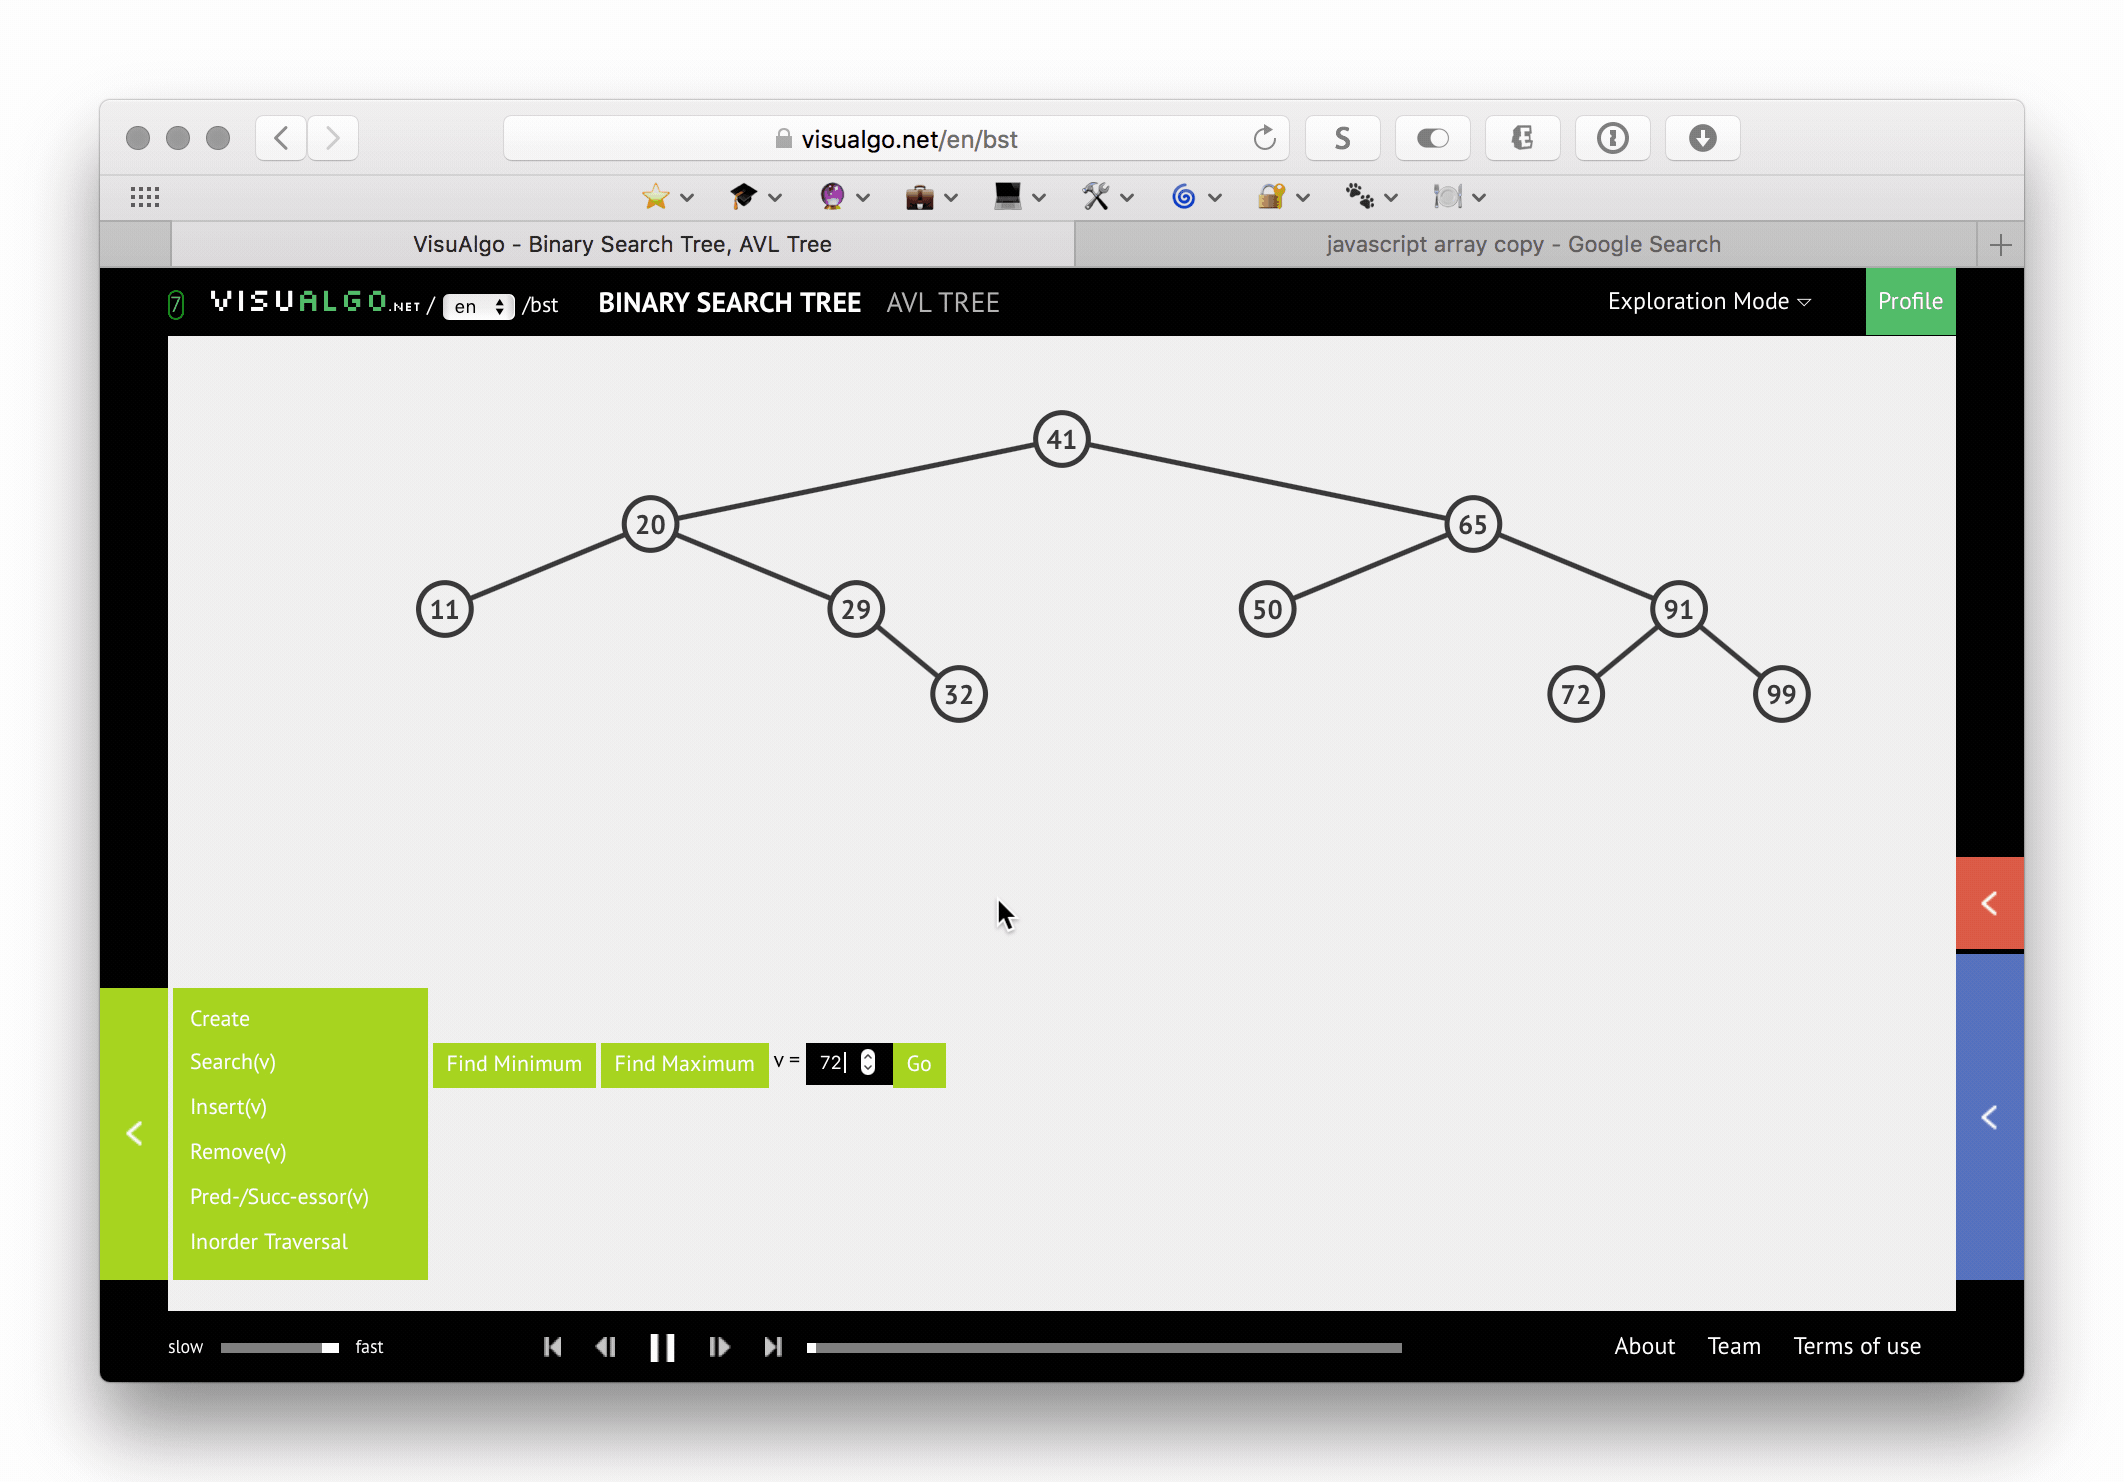 visualgo.net/en/bst
S
VisuAlgo - Binary Search Tree, AVL Tree
javascript array copy - Google Search
7 VISUALGO.NET / en /bst BINARY SEARCH TREE AVL TREE Exploration Mode Profile
41
20 65
11 29 50 91
32 72 99
Create
Search(v)
Find Minimum Find Maximum v = 72 Go
Insert(v)
Remove(v)
Pred-/Succ-essor(v)
Inorder Traversal
slow fast
About Team Terms of use